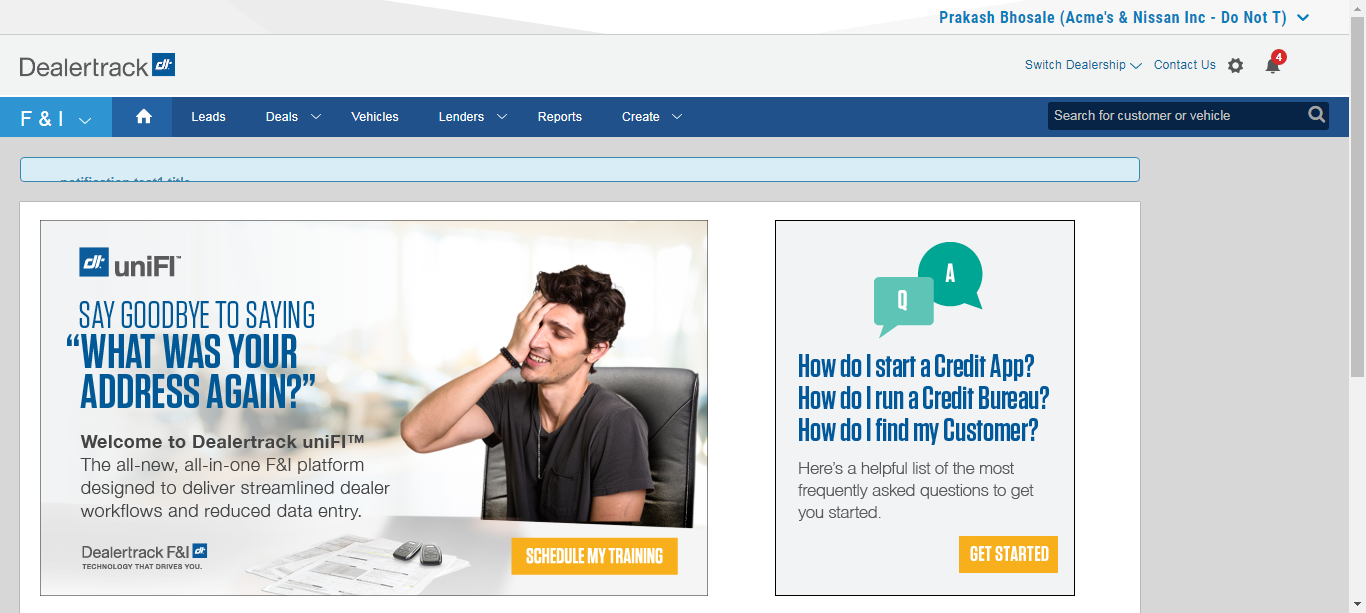 Prakash Bhosale (Acme's & Nissan Inc - Do Not T)
Dealertrack dt.
Switch Dealership Contact Us 4
F & I Leads Deals Vehicles Lenders Reports Create Search for customer or vehicle
notification test1 title
dt. uniFI™
SAY GOODBYE TO SAYING
“WHAT WAS YOUR
ADDRESS AGAIN?”
Welcome to Dealertrack uniFI™
The all-new, all-in-one F&I platform
designed to deliver streamlined dealer
workflows and reduced data entry.
Dealertrack F&I dt.
TECHNOLOGY THAT DRIVES YOU.
SCHEDULE MY TRAINING
Q A
How do I start a Credit App?
How do I run a Credit Bureau?
How do I find my Customer?
Here's a helpful list of the most
frequently asked questions to get
you started.
GET STARTED